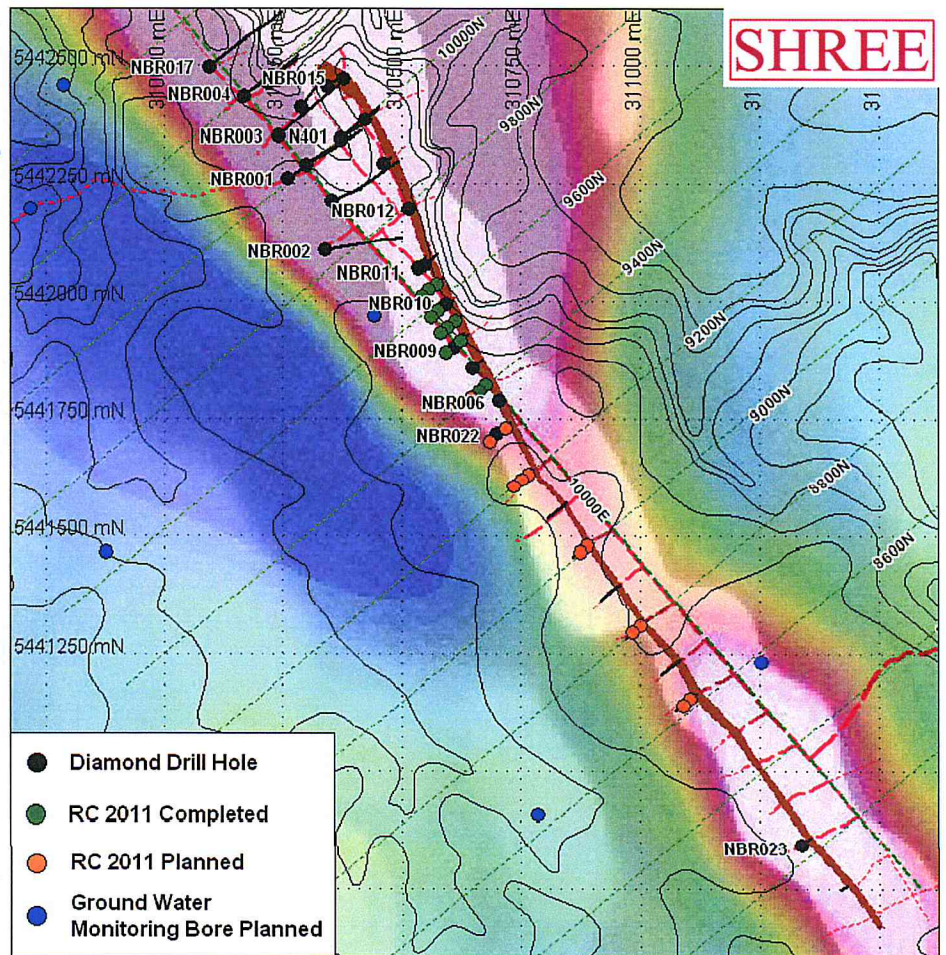 SHREE
5442500 mN
5442250 mN
5442000 mN
5441750 mN
5441500 mN
5441250 mN
310500 mE
310750 mE
311000 mE
31
31
10000N
9800N
9600N
9400N
9200N
9000N
8800N
8600N
10000E
NBR017
NBR015
NBR004
NBR003
N401
NBR001
NBR012
NBR002
NBR011
NBR010
NBR009
NBR006
NBR022
NBR023
Diamond Drill Hole
RC 2011 Completed
RC 2011 Planned
Ground Water
Monitoring Bore Planned